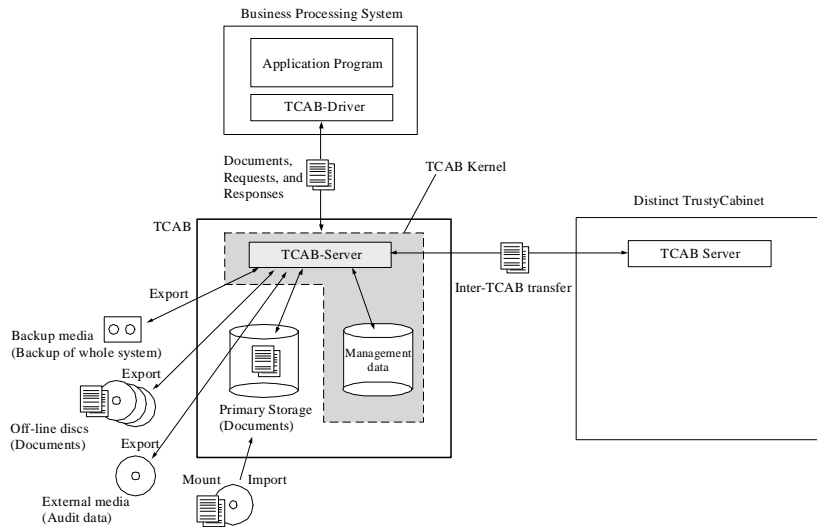 Business Processing System
Application Program
TCAB-Driver
Documents,
Requests, and
Responses
TCAB Kernel
TCAB
Distinct TrustyCabinet
TCAB-Server
TCAB Server
Inter-TCAB transfer
Export
Backup media
(Backup of whole system)
Management
data
Export
Primary Storage
(Documents)
Off-line discs
(Documents)
Export
Mount
Import
External media
(Audit data)